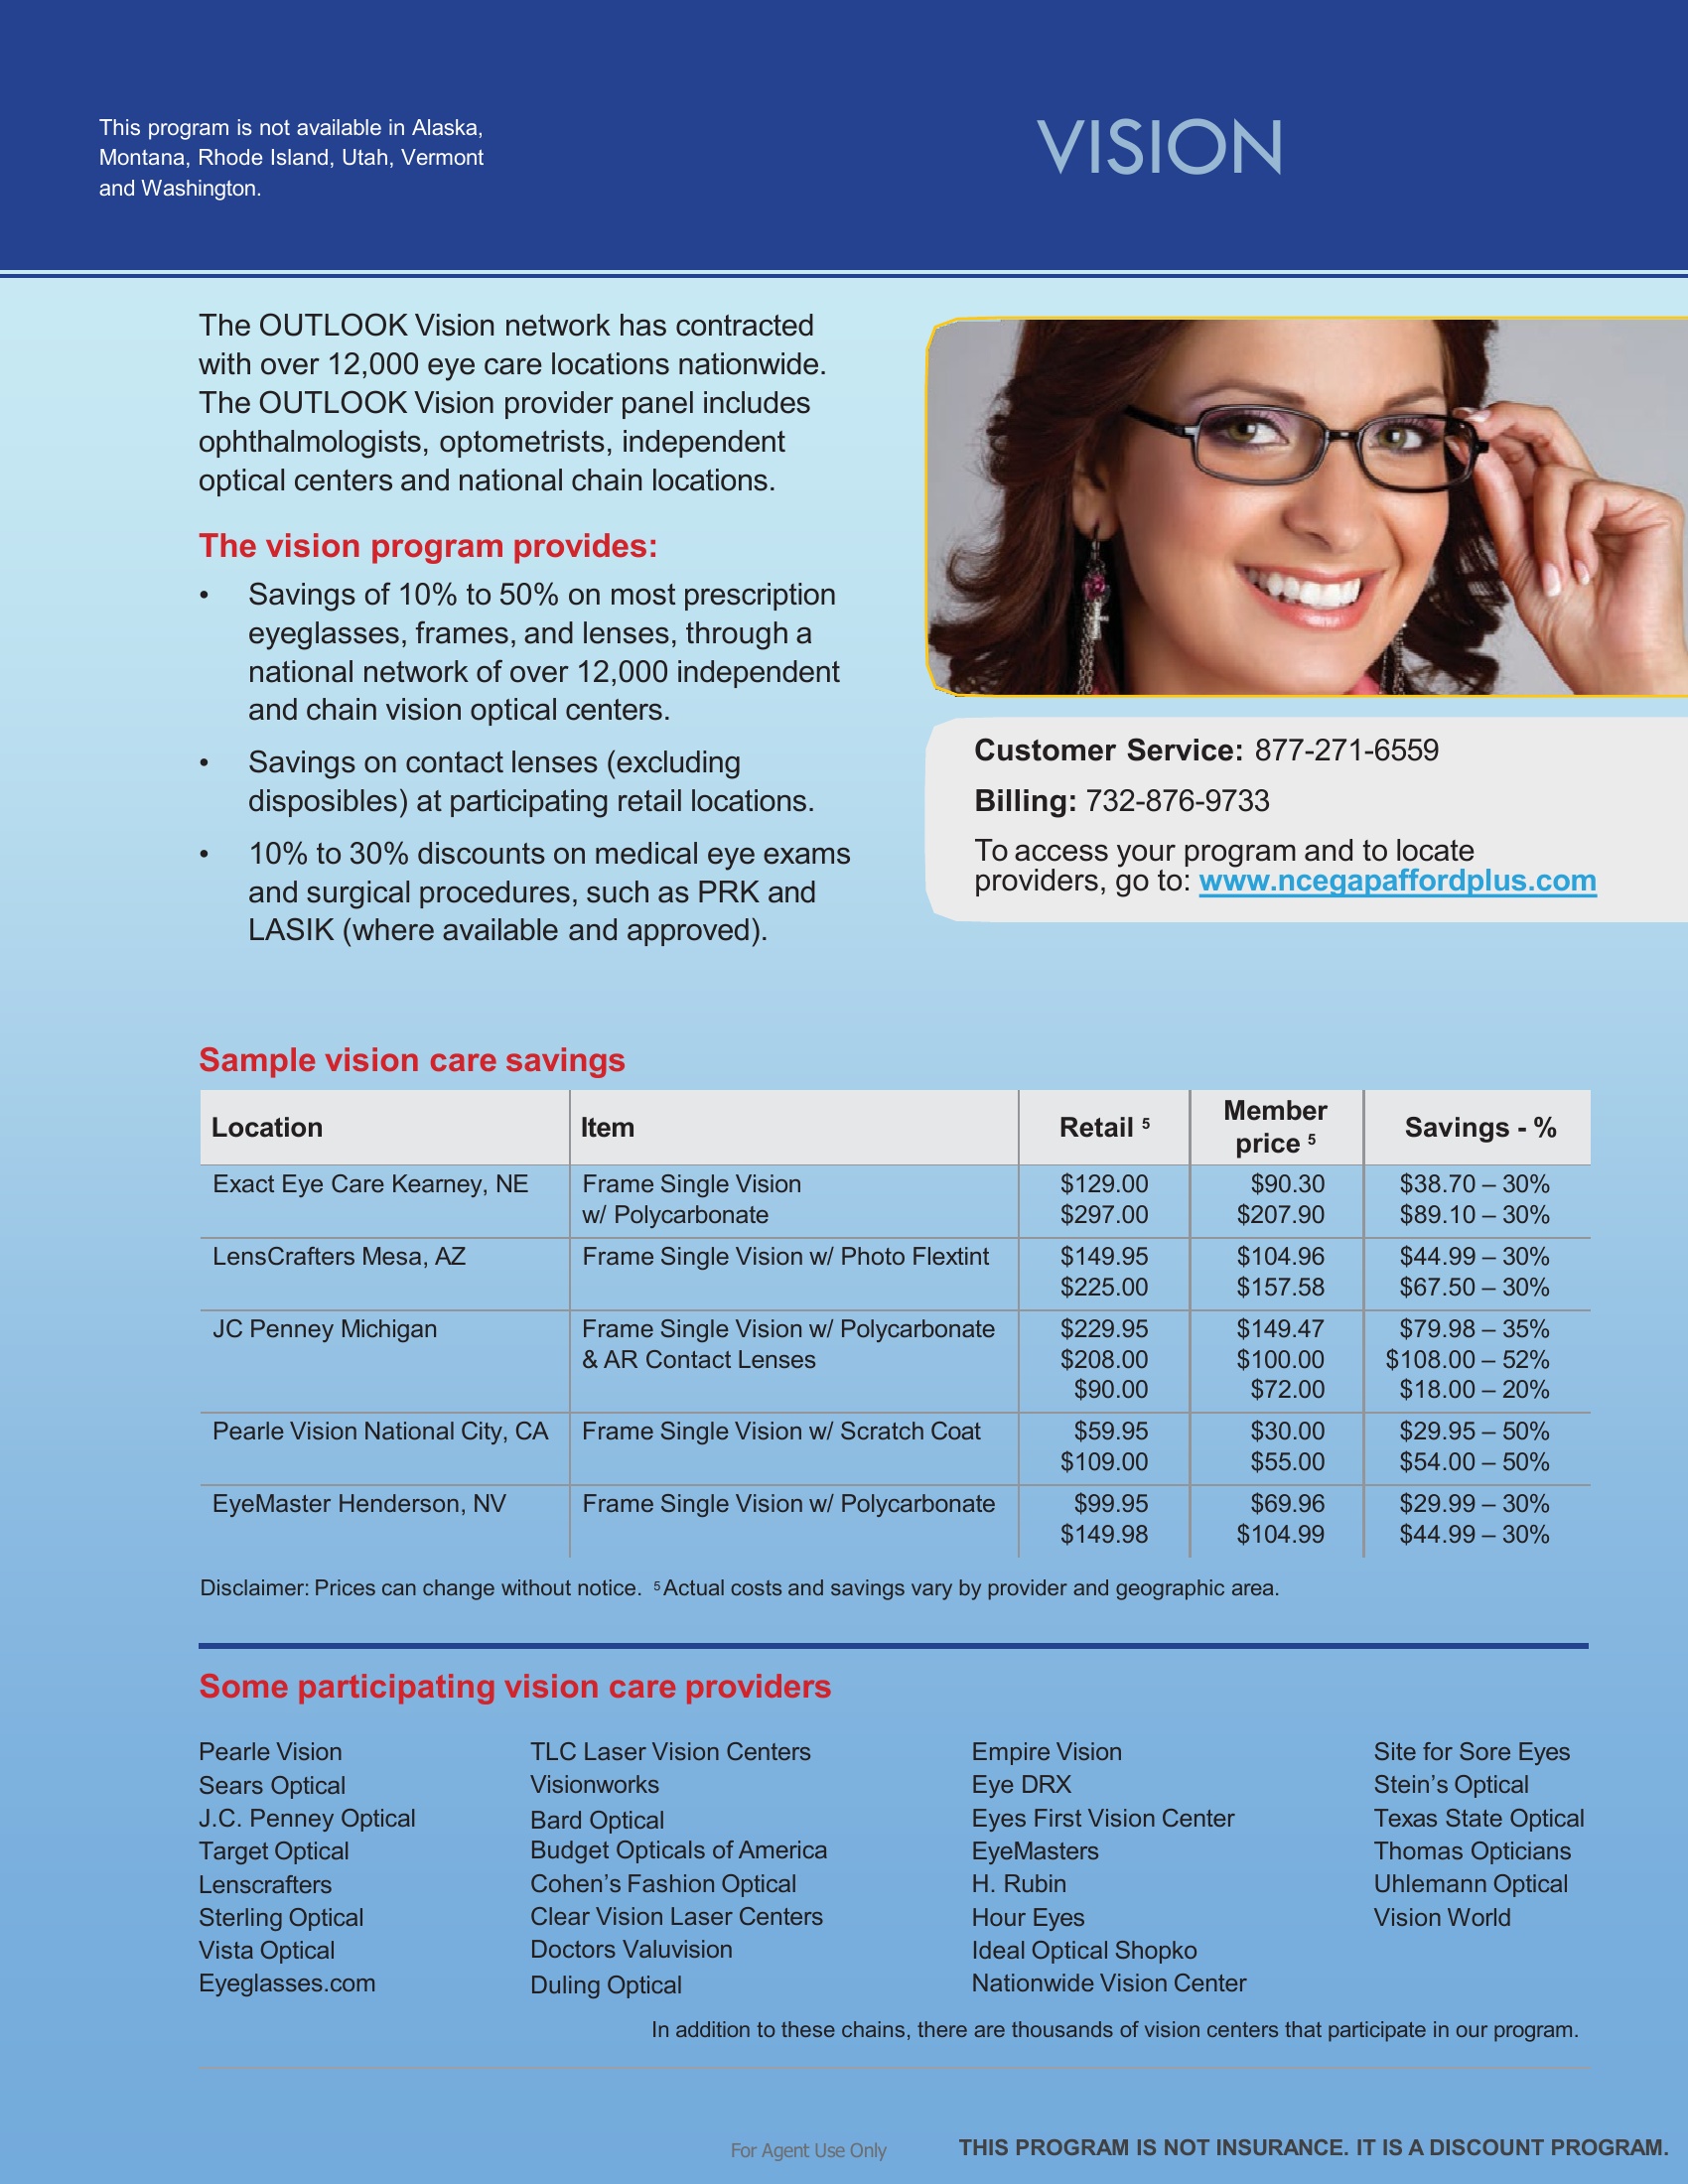 This program is not available in Alaska,
Montana, Rhode Island, Utah, Vermont
and Washington.
VISION
The OUTLOOK Vision network has contracted
with over 12,000 eye care locations nationwide.
The OUTLOOK Vision provider panel includes
ophthalmologists, optometrists, independent
optical centers and national chain locations.
The vision program provides:
• Savings of 10% to 50% on most prescription
eyeglasses, frames, and lenses, through a
national network of over 12,000 independent
and chain vision optical centers.
• Savings on contact lenses (excluding
disposibles) at participating retail locations.
• 10% to 30% discounts on medical eye exams
and surgical procedures, such as PRK and
LASIK (where available and approved).
Customer Service: 877-271-6559
Billing: 732-876-9733
To access your program and to locate
providers, go to: www.ncegapaffordplus.com
Sample vision care savings
Location Item Retail 5 Member price 5 Savings - %
Exact Eye Care Kearney, NE Frame Single Vision $129.00 $90.30 $38.70 – 30%
w/ Polycarbonate $297.00 $207.90 $89.10 – 30%
LensCrafters Mesa, AZ Frame Single Vision w/ Photo Flextint $149.95 $104.96 $44.99 – 30%
$225.00 $157.58 $67.50 – 30%
JC Penney Michigan Frame Single Vision w/ Polycarbonate $229.95 $149.47 $79.98 – 35%
& AR Contact Lenses $208.00 $100.00 $108.00 – 52%
$90.00 $72.00 $18.00 – 20%
Pearle Vision National City, CA Frame Single Vision w/ Scratch Coat $59.95 $30.00 $29.95 – 50%
$109.00 $55.00 $54.00 – 50%
EyeMaster Henderson, NV Frame Single Vision w/ Polycarbonate $99.95 $69.96 $29.99 – 30%
$149.98 $104.99 $44.99 – 30%
Disclaimer: Prices can change without notice. 5 Actual costs and savings vary by provider and geographic area.
Some participating vision care providers
Pearle Vision
Sears Optical
J.C. Penney Optical
Target Optical
Lenscrafters
Sterling Optical
Vista Optical
Eyeglasses.com
TLC Laser Vision Centers
Visionworks
Bard Optical
Budget Opticals of America
Cohen’s Fashion Optical
Clear Vision Laser Centers
Doctors Valuvision
Duling Optical
Empire Vision
Eye DRX
Eyes First Vision Center
EyeMasters
H. Rubin
Hour Eyes
Ideal Optical Shopko
Nationwide Vision Center
Site for Sore Eyes
Stein’s Optical
Texas State Optical
Thomas Opticians
Uhlemann Optical
Vision World
In addition to these chains, there are thousands of vision centers that participate in our program.
For Agent Use Only
THIS PROGRAM IS NOT INSURANCE. IT IS A DISCOUNT PROGRAM.